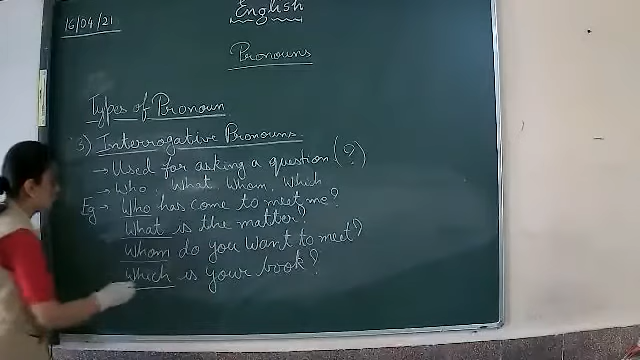 16/04/21
English
Pronouns
Types of Pronoun
3) Interrogative Pronouns
→ Used for asking a question (?)
→ Who, What, Whom, Which
Eg → Who has come to meet me?
What is the matter?
Whom do you want to meet?
Which is your book?